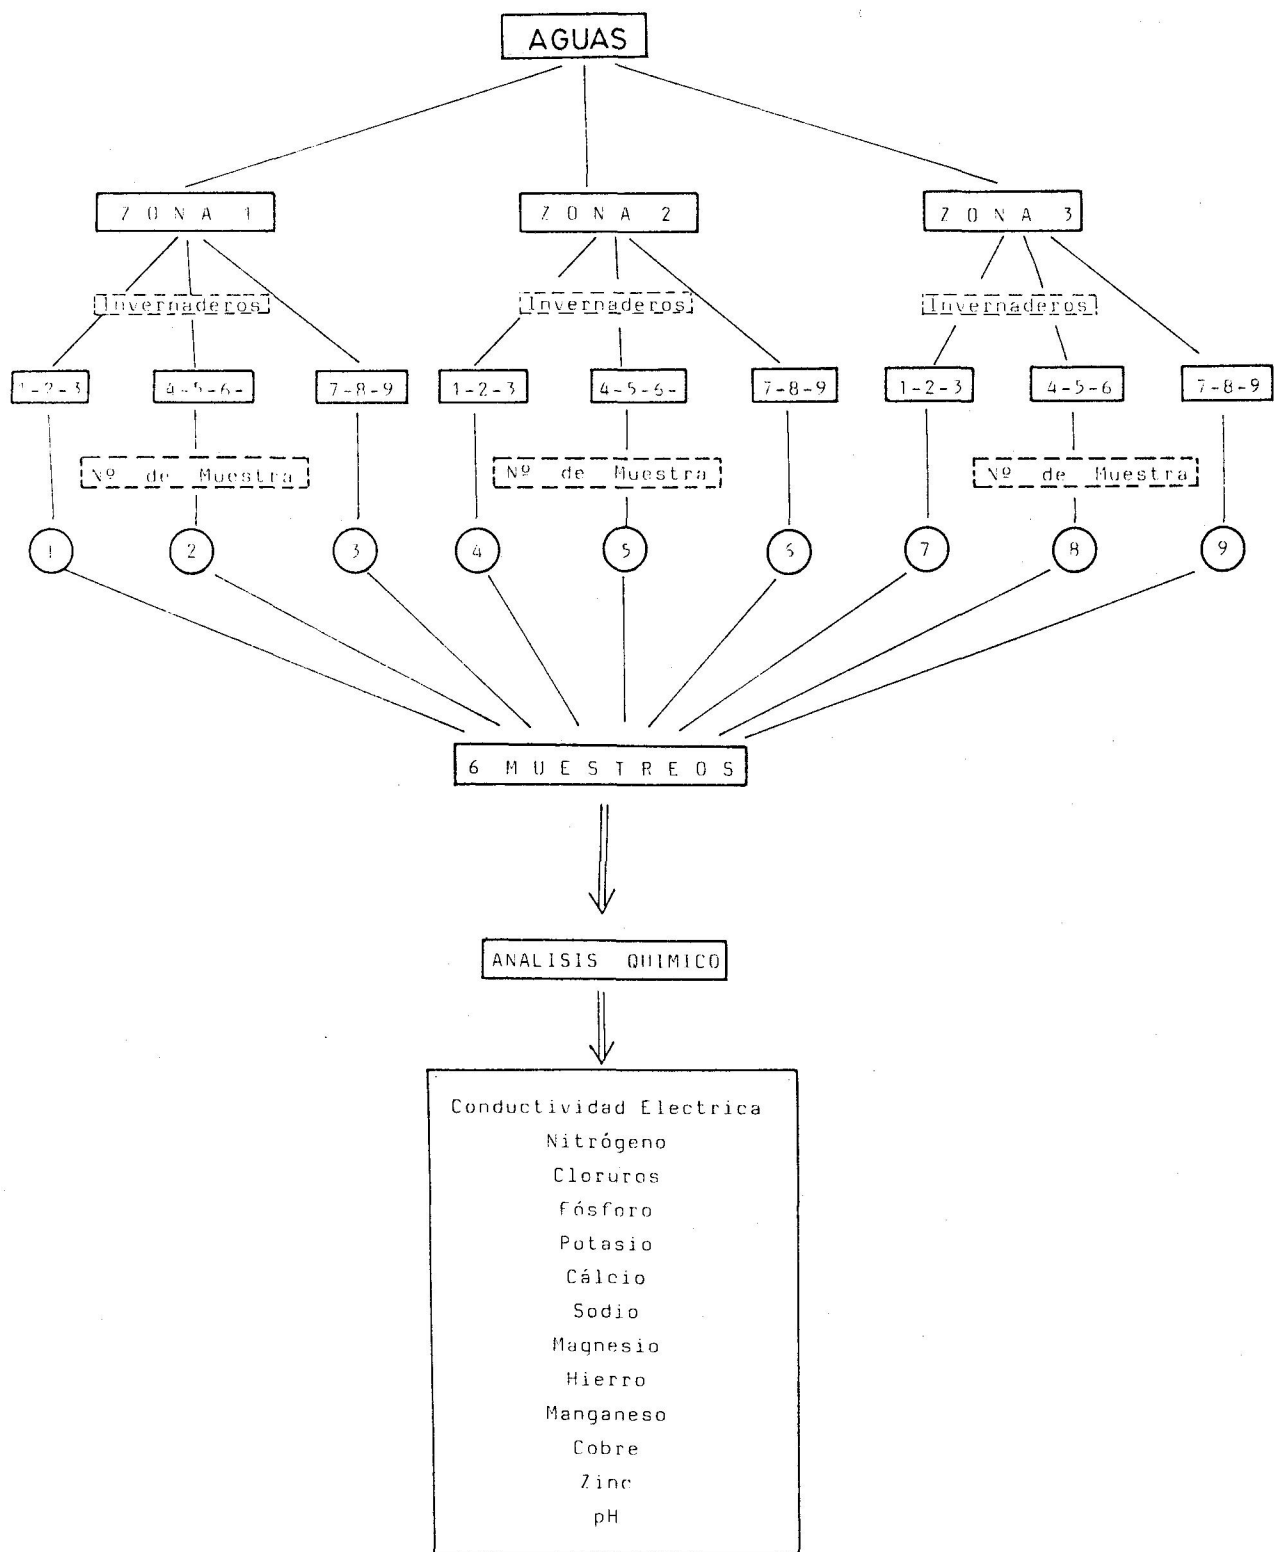 AGUAS
ZONA 1 ZONA 2 ZONA 3
Invernaderos Invernaderos Invernaderos
1-2-3 4-5-6- 7-8-9 1-2-3 4-5-6- 7-8-9 1-2-3 4-5-6 7-8-9
Nº de Muestra Nº de Muestra Nº de Muestra
1 2 3 4 5 6 7 8 9
6 MUESTREOS
ANALISIS QUIMICO
Conductividad Electrica
Nitrógeno
Cloruros
Fósforo
Potasio
Cálcio
Sodio
Magnesio
Hierro
Manganeso
Cobre
Zinc
pH